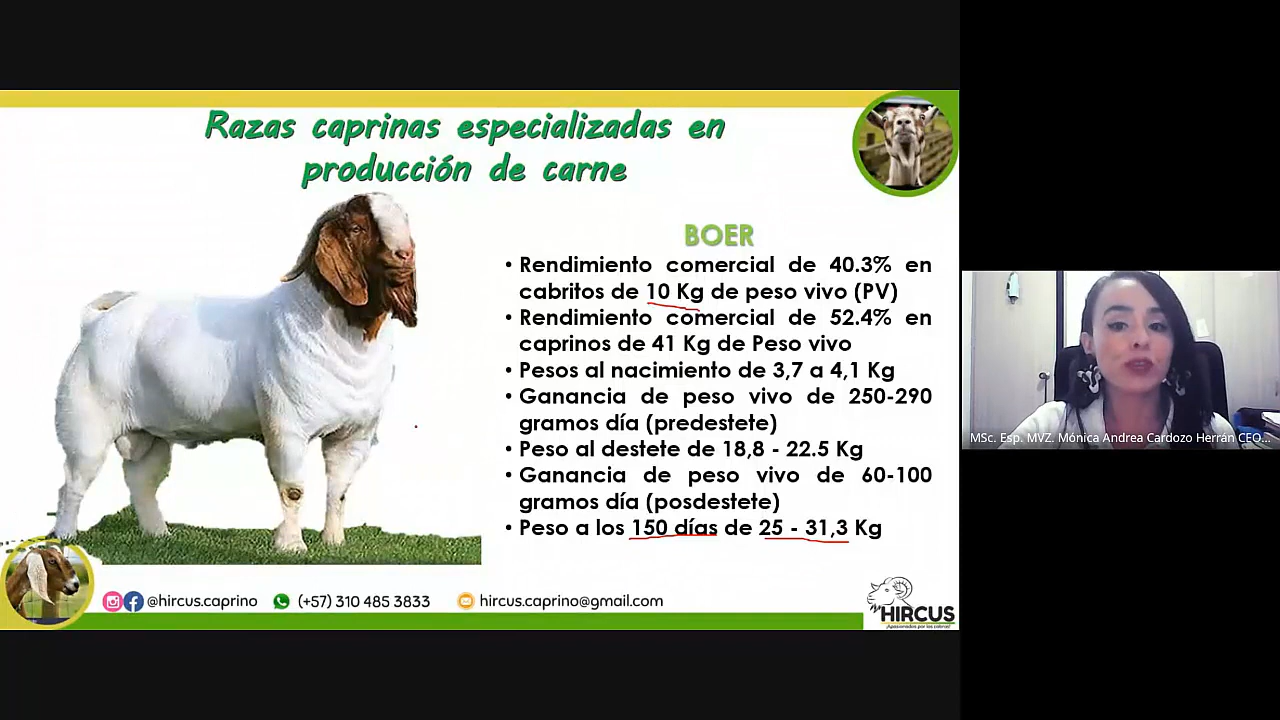 Razas caprinas especializadas en
producción de carne
BOER
• Rendimiento comercial de 40.3% en
cabritos de 10 Kg de peso vivo (PV)
• Rendimiento comercial de 52.4% en
caprinos de 41 Kg de Peso vivo
• Pesos al nacimiento de 3,7 a 4,1 Kg
• Ganancia de peso vivo de 250-290
gramos día (predestete)
• Peso al destete de 18,8 - 22.5 Kg
• Ganancia de peso vivo de 60-100
gramos día (posdestete)
• Peso a los 150 días de 25 - 31,3 Kg
@hircus.caprino (+57) 310 485 3833 hircus.caprino@gmail.com
HIRCUS
¡Apasionados por las cabras!
MSc. Esp. MVZ. Mónica Andrea Cardozo Herrán CEO...